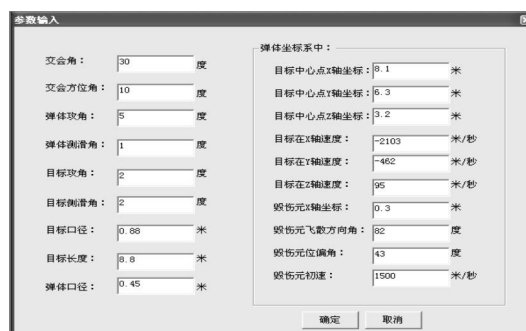 参数输入
交会角： 30 度
交会方位角： 10 度
弹体攻角： 5 度
弹体侧滑角： 1 度
目标攻角： 2 度
目标侧滑角： 2 度
目标口径： 0.88 米
目标长度： 8.8 米
弹体口径： 0.45 米
弹体坐标系中：
目标中心点X轴坐标： 8.1 米
目标中心点Y轴坐标： 6.3 米
目标中心点Z轴坐标： 3.2 米
目标在X轴速度： -2103 米/秒
目标在Y轴速度： -462 米/秒
目标在Z轴速度： 95 米/秒
毁伤元X轴坐标： 0.3 米
毁伤元飞散方向角： 82 度
毁伤元位偏角： 43 度
毁伤元初速： 1500 米/秒
确定 取消